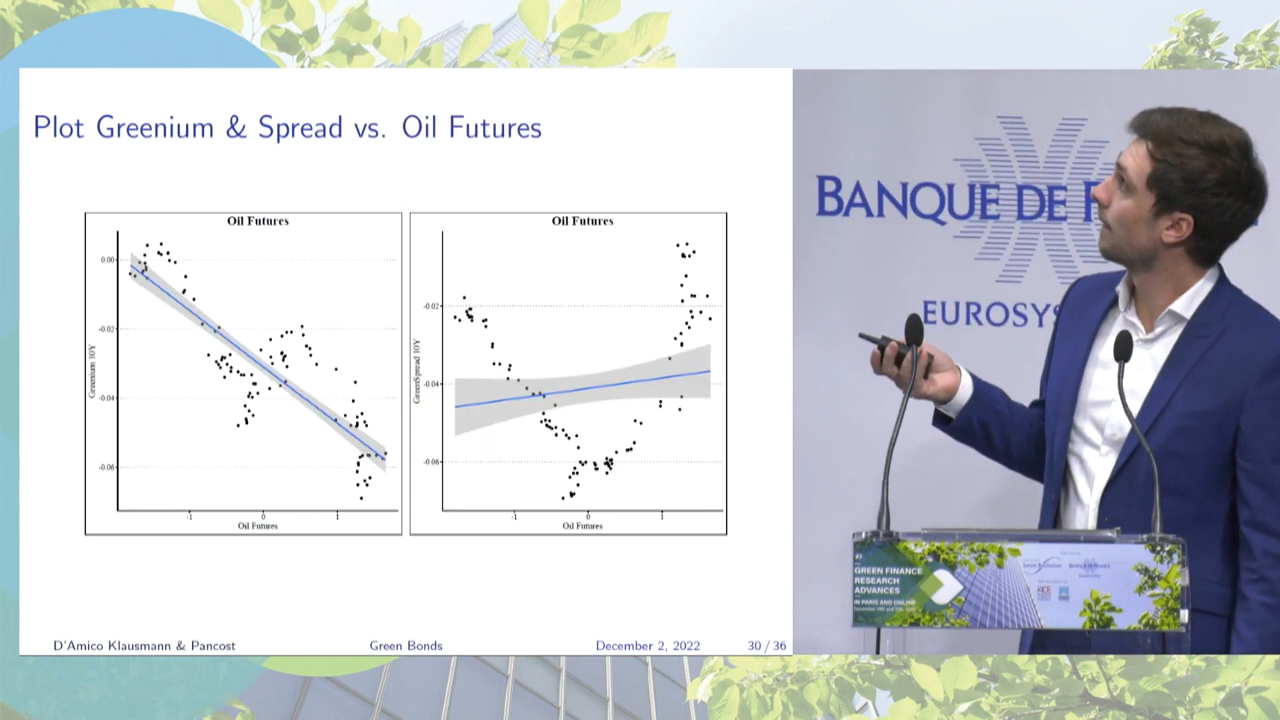 Plot Greenium & Spread vs. Oil Futures
Oil Futures
0.00
-0.02
-0.04
-0.06
Greenium 10Y
-1
0
1
Oil Futures
Oil Futures
-0.02
-0.04
-0.06
GreenSpread 10Y
-1
0
1
Oil Futures
D'Amico Klausmann & Pancost
Green Bonds
December 2, 2022
30 / 36
BANQUE DE F
EUROSYS
GREEN FINANCE
RESEARCH
ADVANCES
IN PARIS AND ONLINE